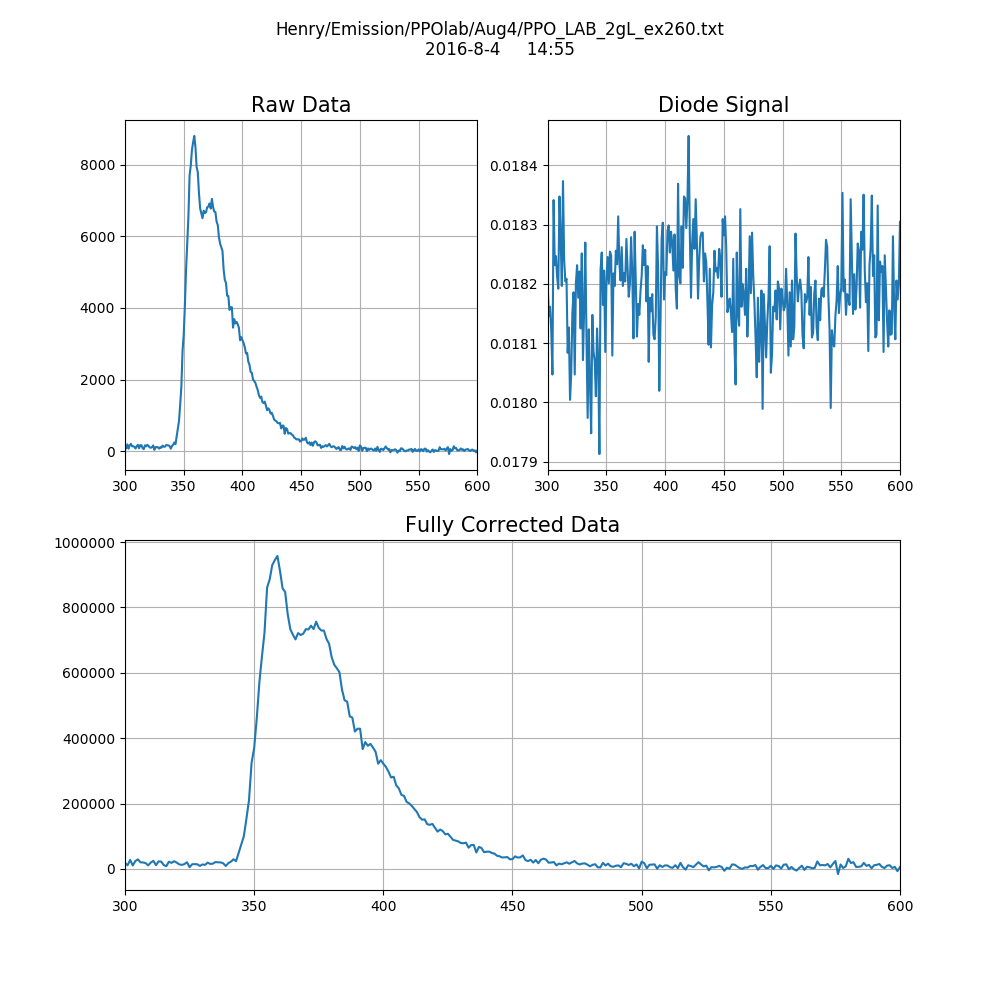 Henry/Emission/PPOlab/Aug4/PPO_LAB_2gL_ex260.txt
2016-8-4 14:55
Raw Data
Diode Signal
8000
6000
4000
2000
0
300 350 400 450 500 550 600
0.0184
0.0183
0.0182
0.0181
0.0180
0.0179
300 350 400 450 500 550 600
Fully Corrected Data
1000000
800000
600000
400000
200000
0
300 350 400 450 500 550 600